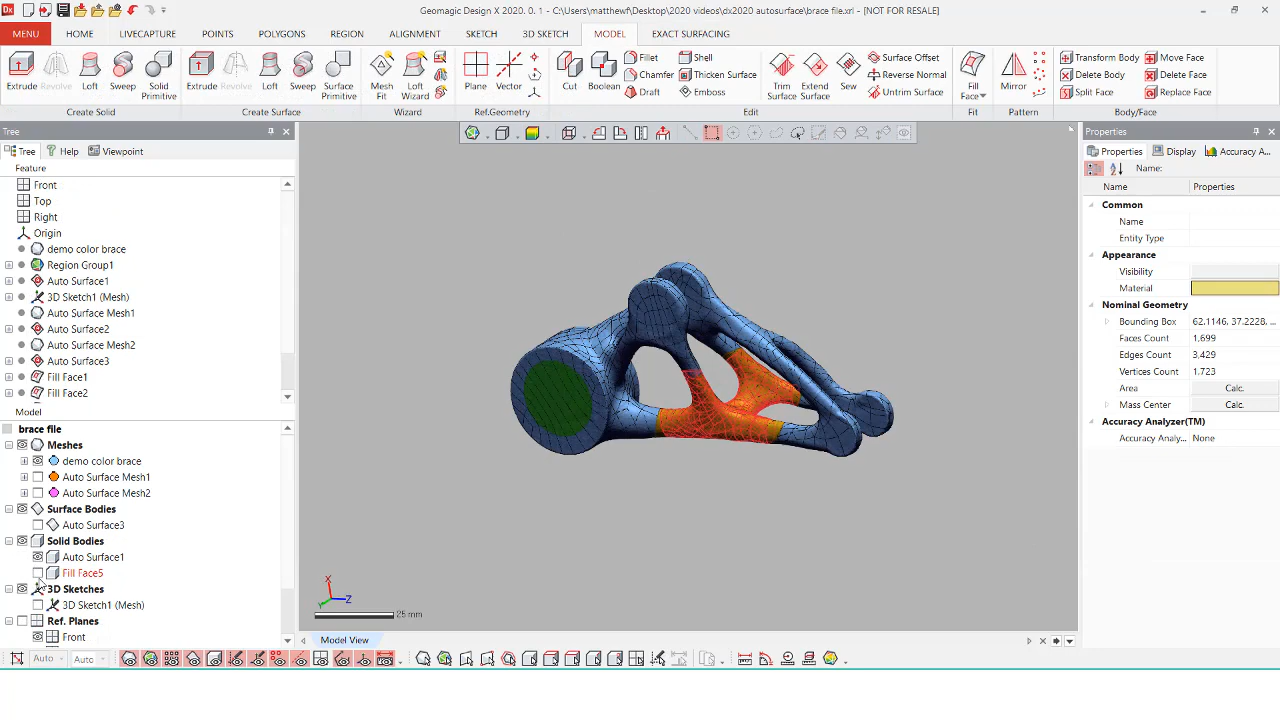 Geomagic Design X 2020. 0. 1 - C:\Users\matthewf\Desktop\2020 videos\dx2020 autosurface\brace file.xrl - [NOT FOR RESALE]
MENU HOME LIVECAPTURE POINTS POLYGONS REGION ALIGNMENT SKETCH 3D SKETCH MODEL EXACT SURFACING
Extrude Revolve Loft Sweep Solid Primitive
Create Solid
Extrude Revolve Loft Sweep Surface Primitive
Create Surface
Mesh Fit Loft Wizard
Wizard
Plane Vector
Ref.Geometry
Cut Boolean
Fillet Shell
Chamfer Thicken Surface
Draft Emboss
Trim Surface Extend Surface Sew
Surface Offset
Reverse Normal
Untrim Surface
Edit
Fill Face
Fit
Mirror
Pattern
Transform Body Move Face
Delete Body Delete Face
Split Face Replace Face
Body/Face
Tree
Tree Help Viewpoint
Feature
Front
Top
Right
Origin
demo color brace
Region Group1
Auto Surface1
3D Sketch1 (Mesh)
Auto Surface Mesh1
Auto Surface2
Auto Surface Mesh2
Auto Surface3
Fill Face1
Fill Face2
Model
brace file
Meshes
demo color brace
Auto Surface Mesh1
Auto Surface Mesh2
Surface Bodies
Auto Surface3
Solid Bodies
Auto Surface1
Fill Face5
3D Sketches
3D Sketch1 (Mesh)
Ref. Planes
Front
X
Y
Z
25 mm
Model View
Auto Auto
Properties
Properties Display Accuracy A...
Name:
Name Properties
Common
Name
Entity Type
Appearance
Visibility
Material
Nominal Geometry
Bounding Box 62.1146, 37.2228, ...
Faces Count 1,699
Edges Count 3,429
Vertices Count 1,723
Area Calc.
Mass Center Calc.
Accuracy Analyzer(TM)
Accuracy Analy... None